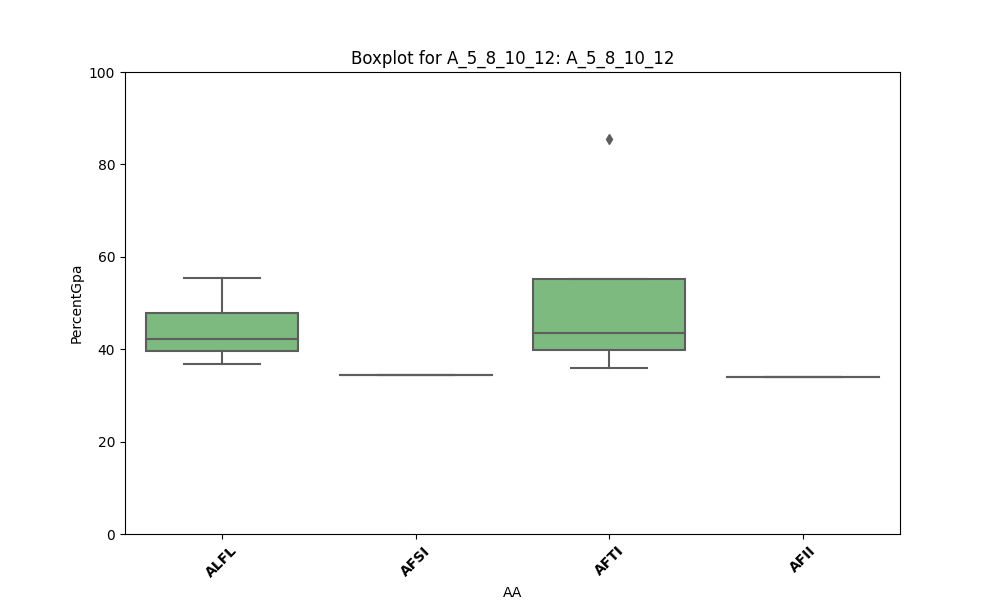 Boxplot for A_5_8_10_12: A_5_8_10_12
100
80
60
40
20
0
PercentGpa
ALFL
AFSI
AFTI
AFII
AA